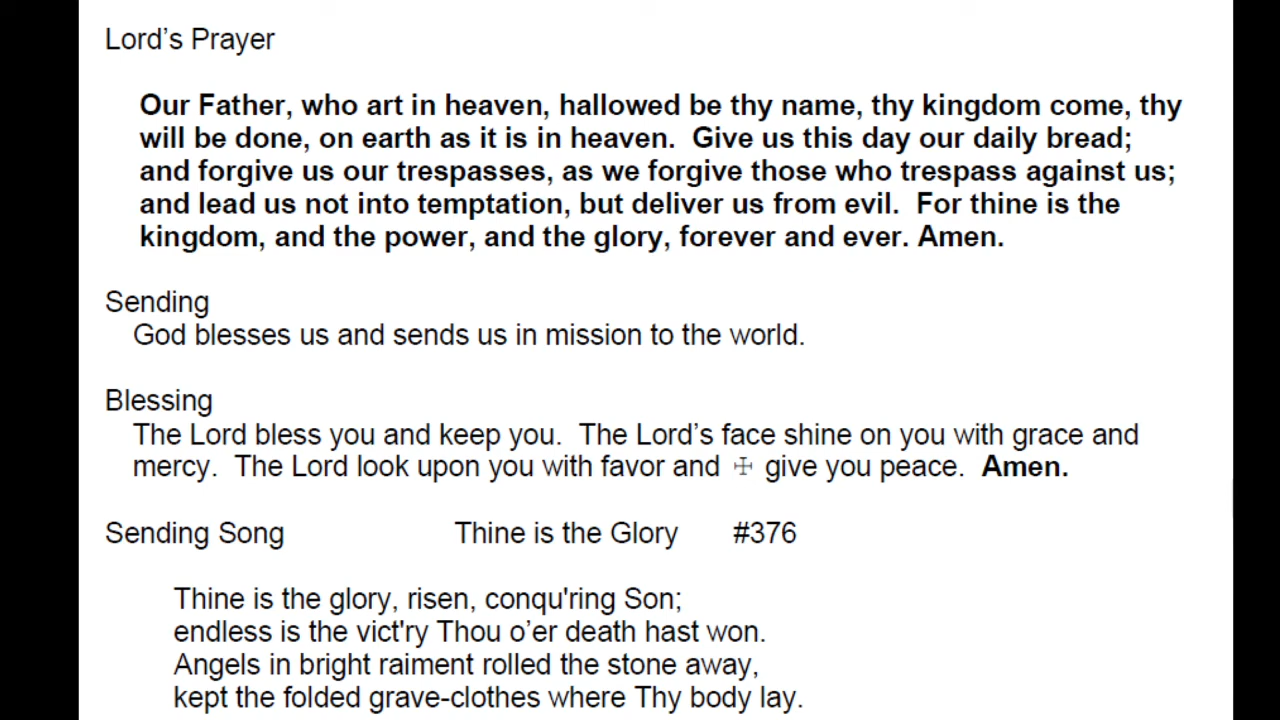 Lord’s Prayer
Our Father, who art in heaven, hallowed be thy name, thy kingdom come, thy
will be done, on earth as it is in heaven.  Give us this day our daily bread;
and forgive us our trespasses, as we forgive those who trespass against us;
and lead us not into temptation, but deliver us from evil.  For thine is the
kingdom, and the power, and the glory, forever and ever. Amen.
Sending
God blesses us and sends us in mission to the world.
Blessing
The Lord bless you and keep you.  The Lord’s face shine on you with grace and
mercy.  The Lord look upon you with favor and ☩ give you peace.  Amen.
Sending Song Thine is the Glory #376
Thine is the glory, risen, conqu'ring Son;
endless is the vict'ry Thou o’er death hast won.
Angels in bright raiment rolled the stone away,
kept the folded grave-clothes where Thy body lay.